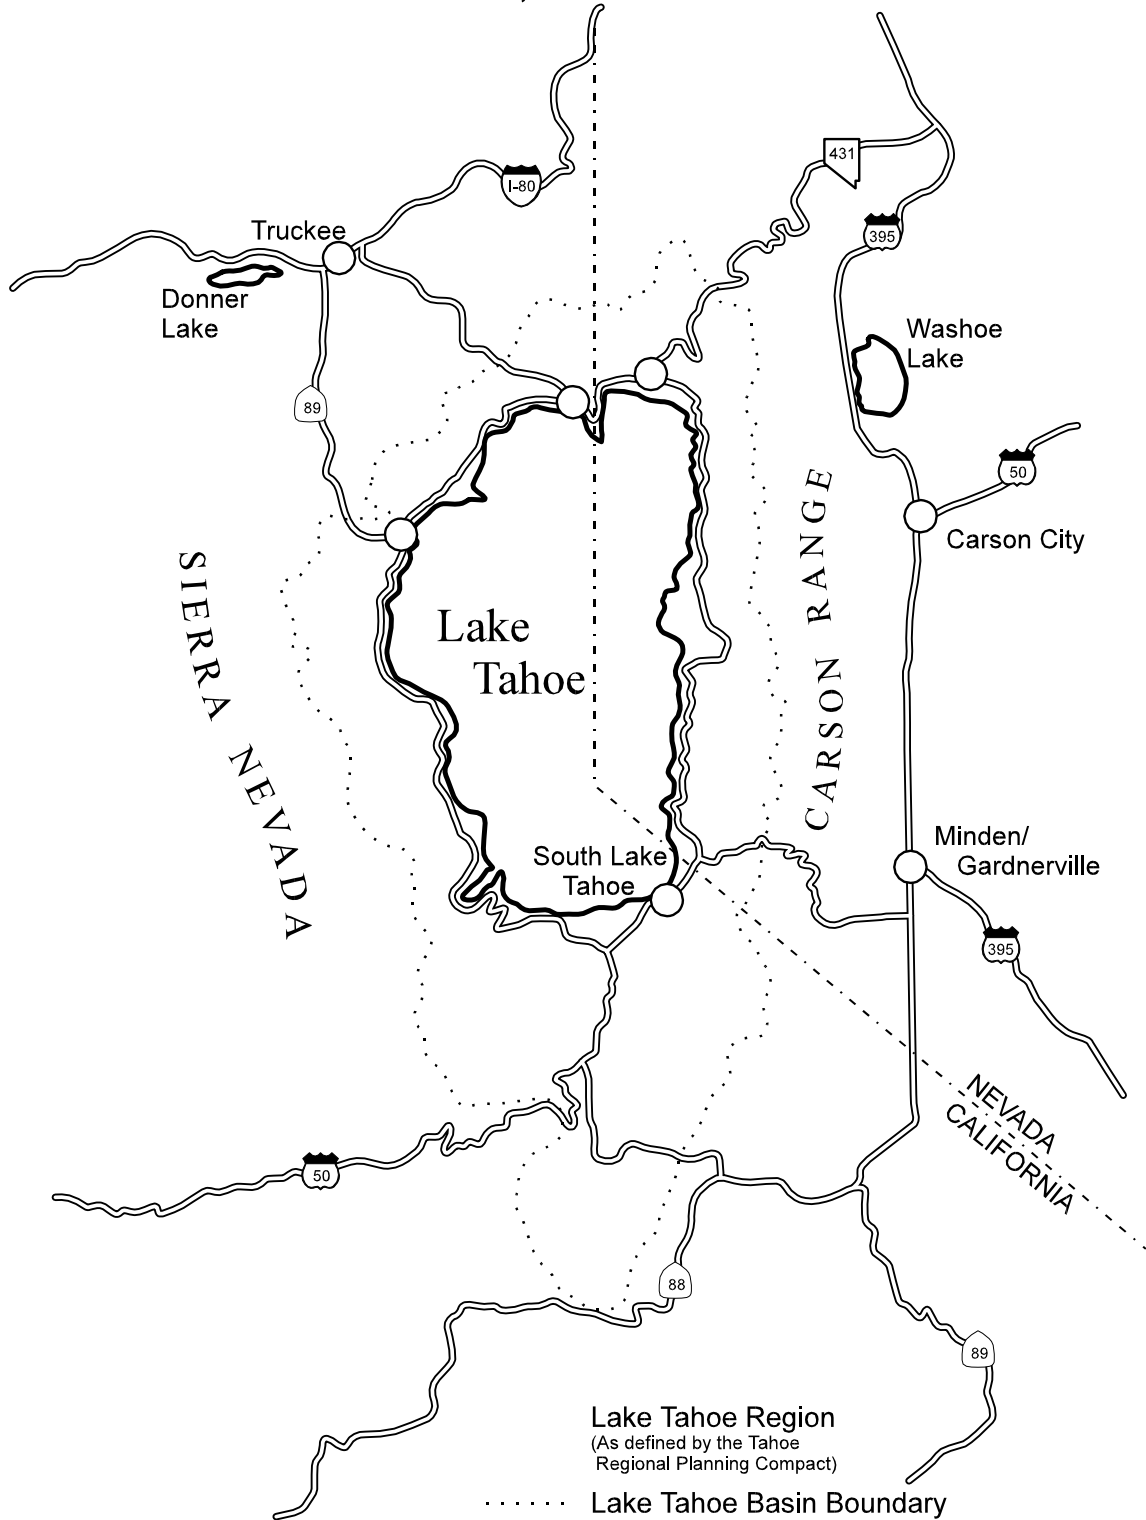 431
I-80
395
Truckee
Donner
Lake
Washoe
Lake
89
50
Carson City
SIERRA NEVADA
CARSON RANGE
Lake
Tahoe
South Lake
Tahoe
Minden/
Gardnerville
395
NEVADA
CALIFORNIA
50
88
89
Lake Tahoe Region
(As defined by the Tahoe
Regional Planning Compact)
Lake Tahoe Basin Boundary